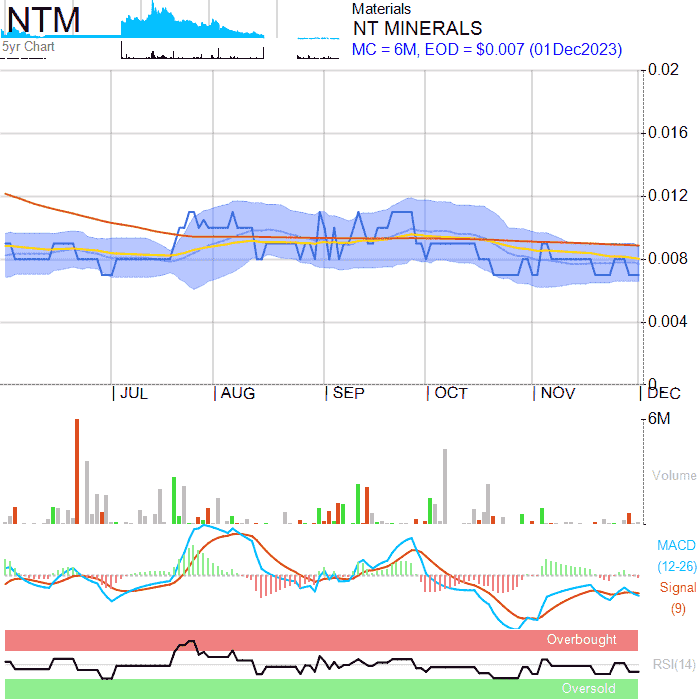 NTM
5yr Chart
Materials
NT MINERALS
MC = 6M, EOD = $0.007 (01Dec2023)
0.02
0.016
0.012
0.008
0.004
0
JUL
AUG
SEP
OCT
NOV
DEC
6M
Volume
MACD
(12-26)
Signal
(9)
Overbought
RSI(14)
Oversold